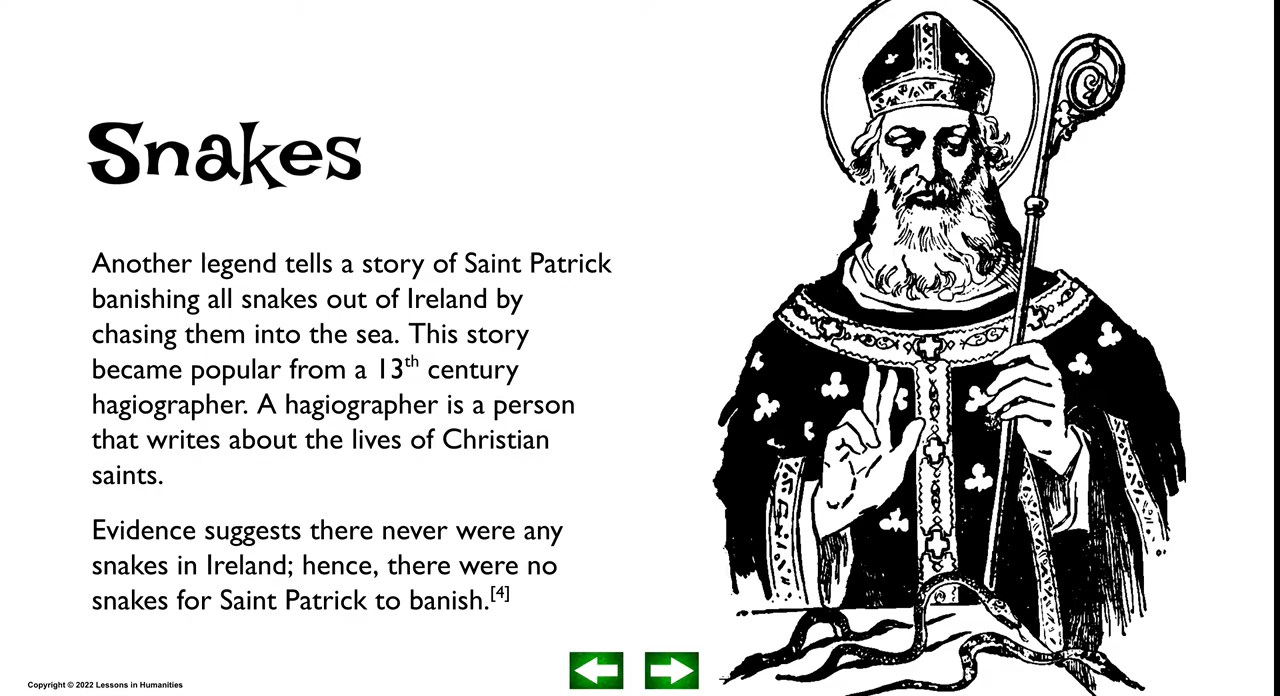 Snakes
Another legend tells a story of Saint Patrick
banishing all snakes out of Ireland by
chasing them into the sea. This story
became popular from a 13th century
hagiographer. A hagiographer is a person
that writes about the lives of Christian
saints.
Evidence suggests there never were any
snakes in Ireland; hence, there were no
snakes for Saint Patrick to banish.[4]
Copyright © 2022 Lessons in Humanities